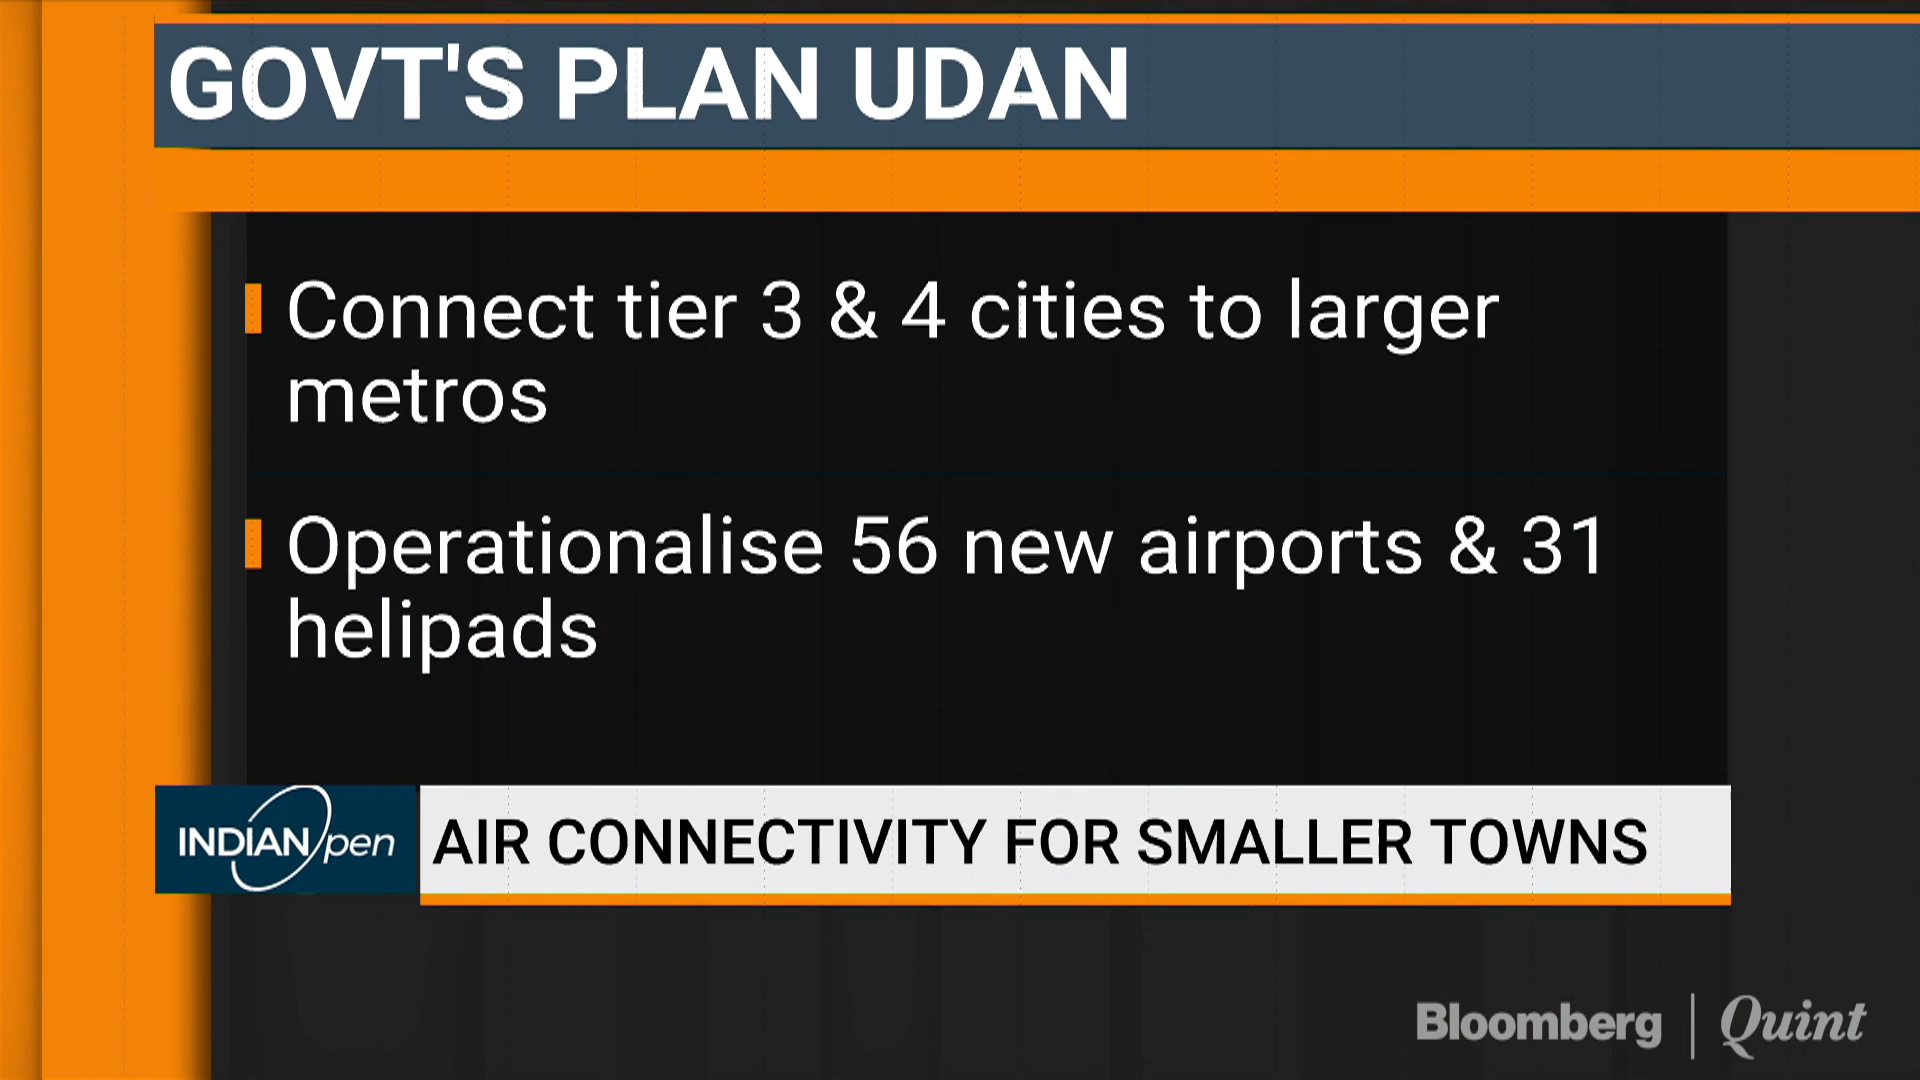 GOVT'S PLAN UDAN
Connect tier 3 & 4 cities to larger
metros
Operationalise 56 new airports & 31
helipads
INDIAN Open
AIR CONNECTIVITY FOR SMALLER TOWNS
Bloomberg | Quint